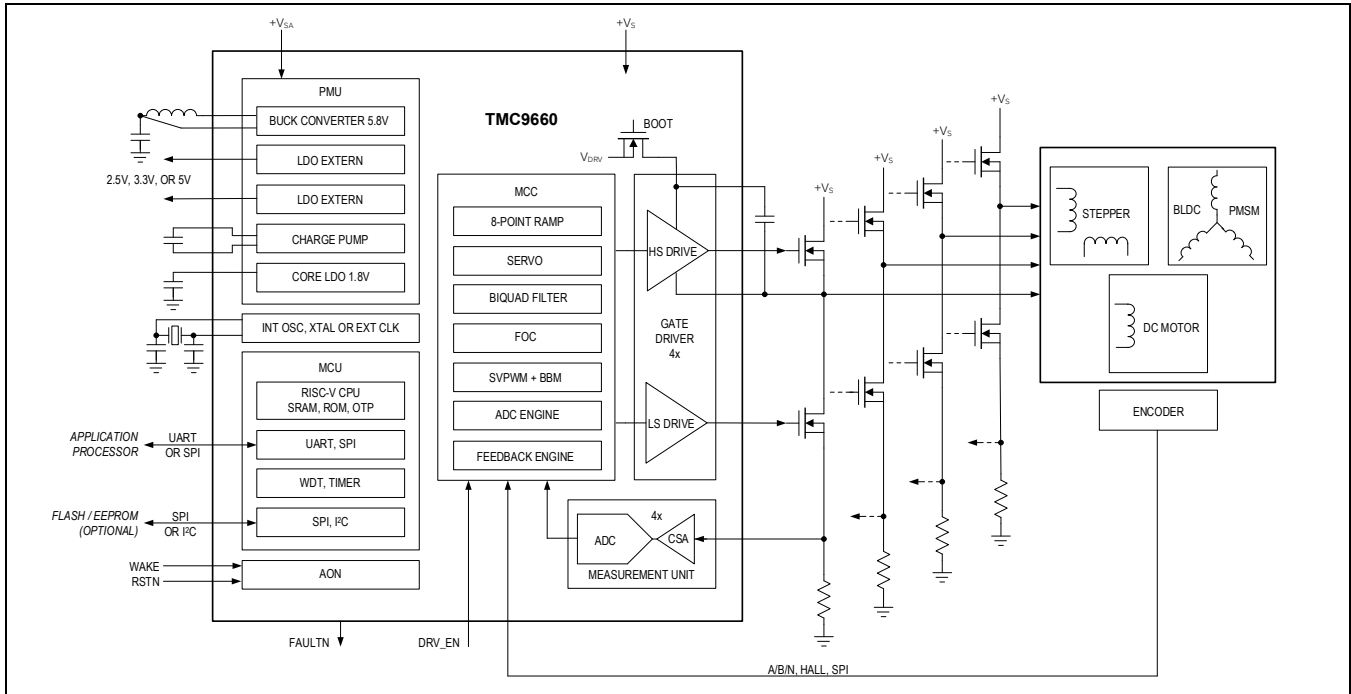 +VSA
+VS
PMU
BUCK CONVERTER 5.8V
LDO EXTERN
2.5V, 3.3V, OR 5V
LDO EXTERN
CHARGE PUMP
CORE LDO 1.8V
INT OSC, XTAL OR EXT CLK
MCU
RISC-V CPU
SRAM, ROM, OTP
APPLICATION
PROCESSOR
UART
OR SPI
UART, SPI
WDT, TIMER
FLASH / EEPROM
(OPTIONAL)
SPI
OR I²C
SPI, I²C
WAKE
RSTN
AON
FAULTN
DRV_EN
TMC9660
MCC
8-POINT RAMP
SERVO
BIQUAD FILTER
FOC
SVPWM + BBM
ADC ENGINE
FEEDBACK ENGINE
BOOT
VDRV
HS DRIVE
GATE
DRIVER
4x
LS DRIVE
4x
ADC
CSA
MEASUREMENT UNIT
+VS
+VS
+VS
+VS
STEPPER
BLDC
PMSM
DC MOTOR
ENCODER
A/B/N, HALL, SPI